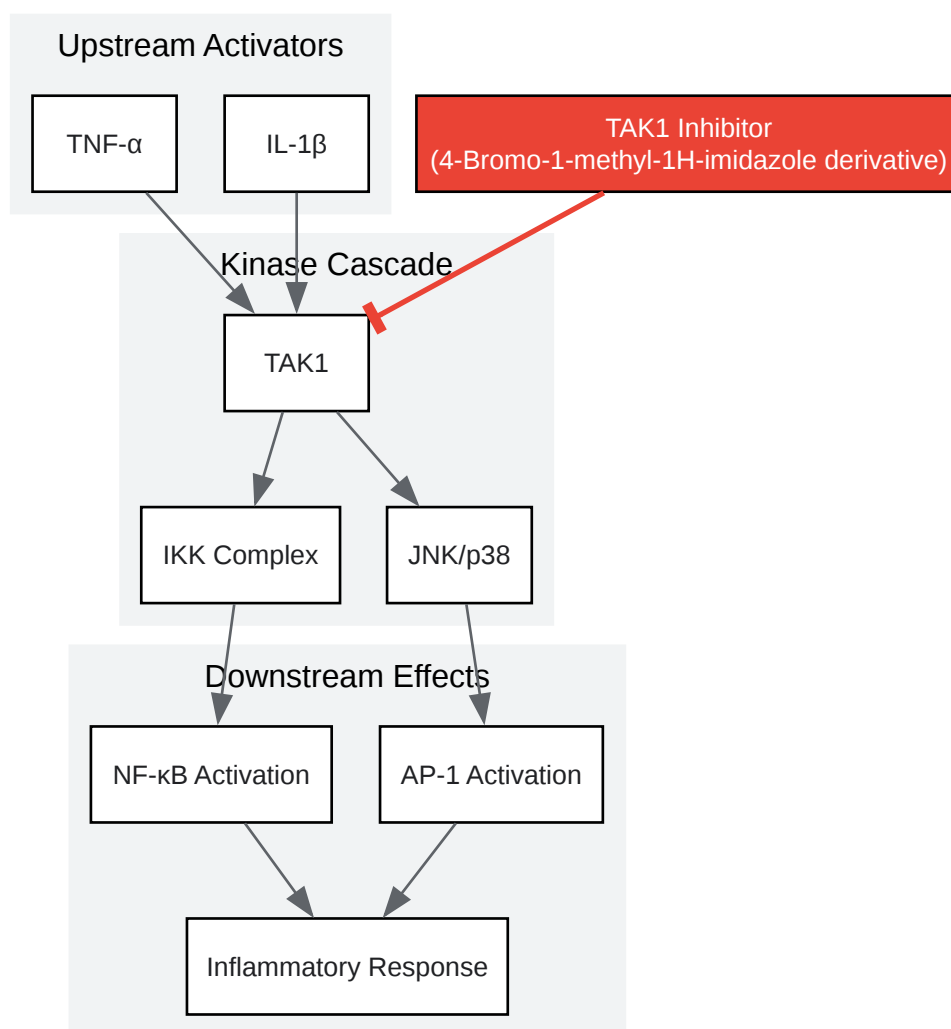 Upstream Activators
TNF-α
IL-1β
TAK1 Inhibitor
(4-Bromo-1-methyl-1H-imidazole derivative)
Kinase Cascade
TAK1
IKK Complex
JNK/p38
Downstream Effects
NF-κB Activation
AP-1 Activation
Inflammatory Response